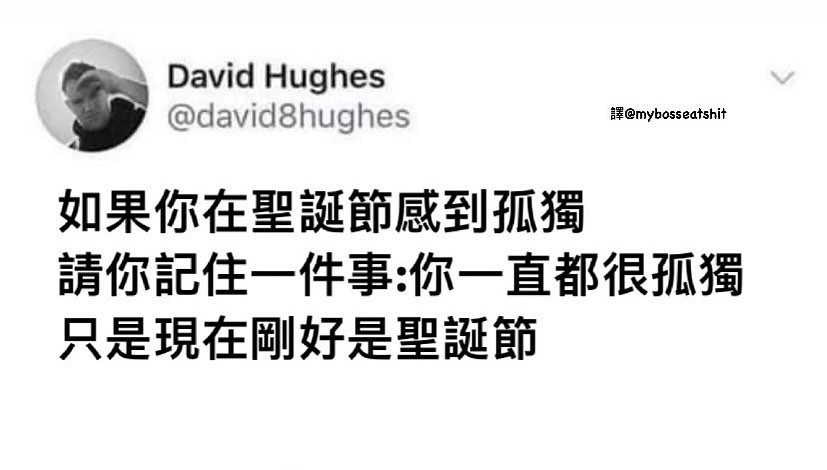 David Hughes
@david8hughes
譯@mybosseatshit
如果你在聖誕節感到孤獨
請你記住一件事:你一直都很孤獨
只是現在剛好是聖誕節